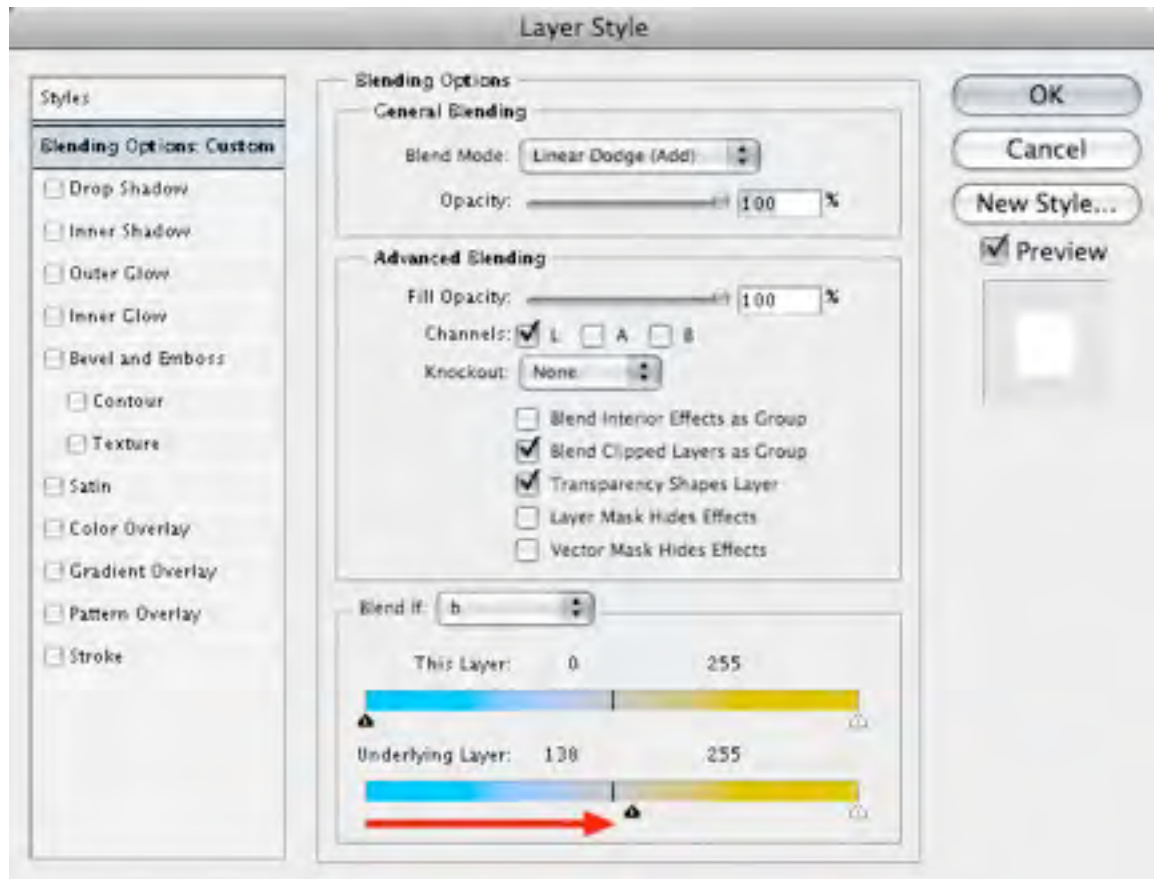 Layer Style
Styles
Blending Options: Custom
Drop Shadow
Inner Shadow
Outer Glow
Inner Glow
Bevel and Emboss
Contour
Texture
Satin
Color Overlay
Gradient Overlay
Pattern Overlay
Stroke
Blending Options
General Blending
Blend Mode: Linear Dodge (Add)
Opacity: 100 %
Advanced Blending
Fill Opacity: 100 %
Channels: L A B
Knockout: None
Blend Interior Effects as Group
Blend Clipped Layers as Group
Transparency Shapes Layer
Layer Mask Hides Effects
Vector Mask Hides Effects
Blend If: b
This Layer: 0 255
Underlying Layer: 138 255
OK
Cancel
New Style...
Preview